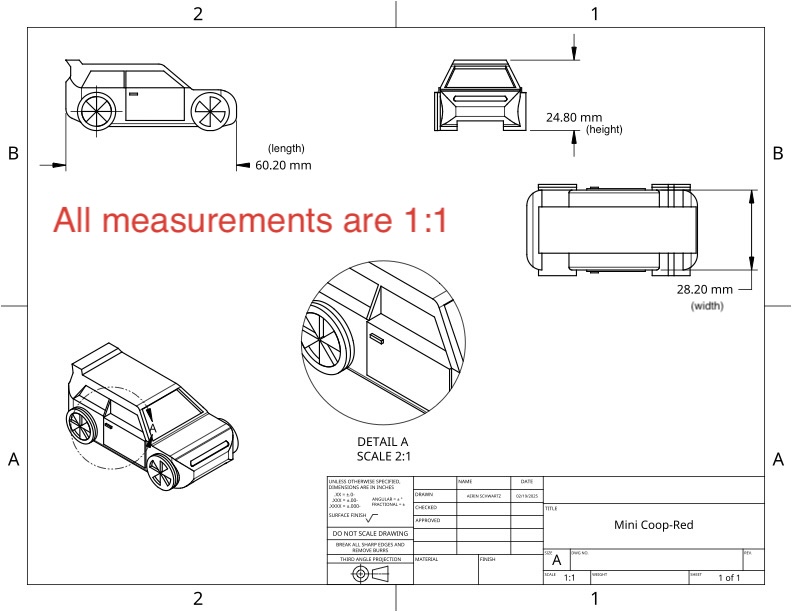 2
1
B
B
24.80 mm
(height)
(length)
60.20 mm
All measurements are 1:1
28.20 mm
(width)
A
DETAIL A
SCALE 2:1
A
A
UNLESS OTHERWISE SPECIFIED,
DIMENSIONS ARE IN INCHES
.XX = ±.0-
.XXX = ±.00-
.XXXX = ±.000-
ANGULAR = ± °
FRACTIONAL = ±
SURFACE FINISH
DO NOT SCALE DRAWING
BREAK ALL SHARP EDGES AND
REMOVE BURRS
THIRD ANGLE PROJECTION
NAME
DATE
DRAWN
AERIN SCHWARTZ
02/19/2025
CHECKED
APPROVED
MATERIAL
FINISH
TITLE
Mini Coop-Red
SIZE
A
DWG NO.
REV.
SCALE
1:1
WEIGHT
SHEET
1 of 1
2
1